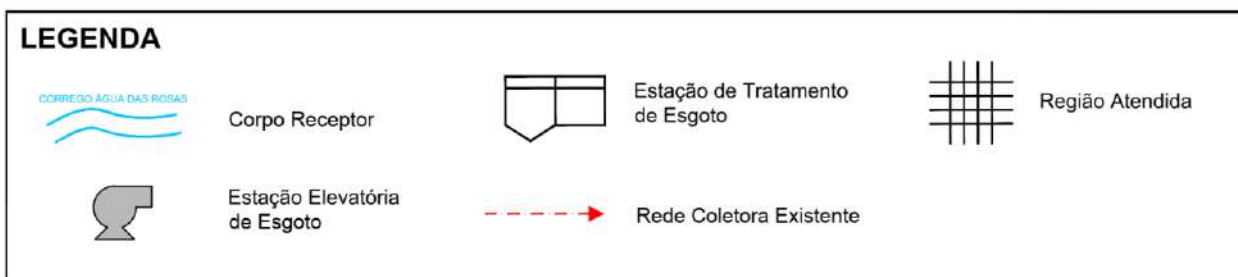 LEGENDA
CORREGO ÁGUA DAS ROSAS
Corpo Receptor
Estação de Tratamento
de Esgoto
Região Atendida
Estação Elevatória
de Esgoto
Rede Coletora Existente